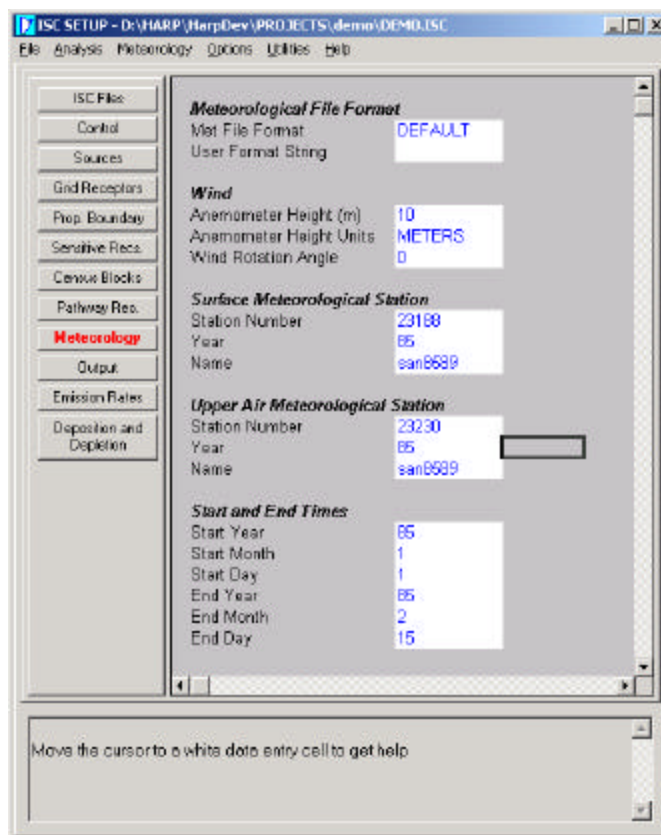 ISC SETUP - D:\HARP\HarpDev\PROJECTS\demo\DEMO.ISC
File Analysis Meteorology Options Utilities Help
ISC Files
Control
Sources
Grid Receptors
Prop. Boundary
Sensitive Recs.
Census Blocks
Pathway Rec.
Meteorology
Output
Emission Rates
Deposition and
Depletion
Meteorological File Format
Met File Format DEFAULT
User Format String
Wind
Anemometer Height (m) 10
Anemometer Height Units METERS
Wind Rotation Angle 0
Surface Meteorological Station
Station Number 23188
Year 85
Name san8589
Upper Air Meteorological Station
Station Number 23230
Year 85
Name san8589
Start and End Times
Start Year 85
Start Month 1
Start Day 1
End Year 85
End Month 2
End Day 15
Move the cursor to a white data entry cell to get help